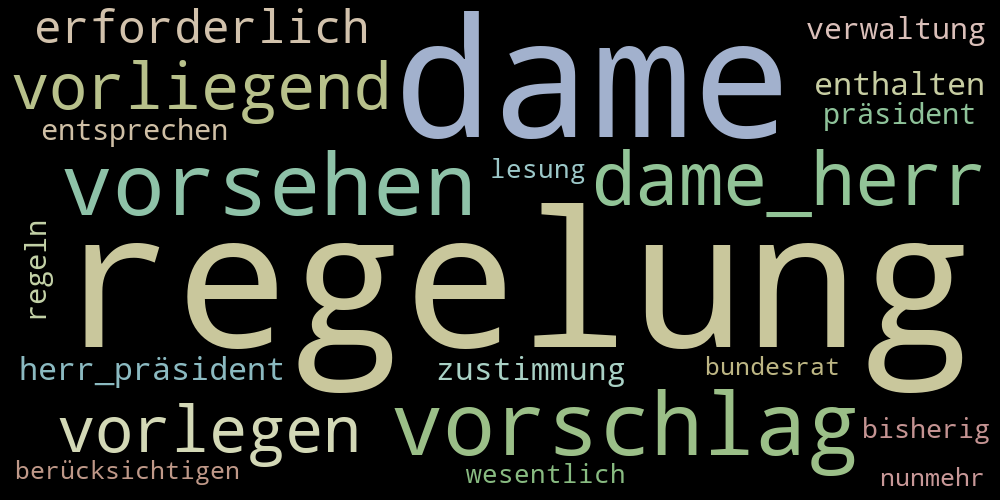 erforderlich
dame
verwaltung
vorliegend
enthalten
präsident
entsprechen
vorsehen
lesung
dame_herr
regeln
regelung
herr_präsident
zustimmung
bundesrat
vorlegen
vorschlag
bisherig
berücksichtigen
wesentlich
nunmehr